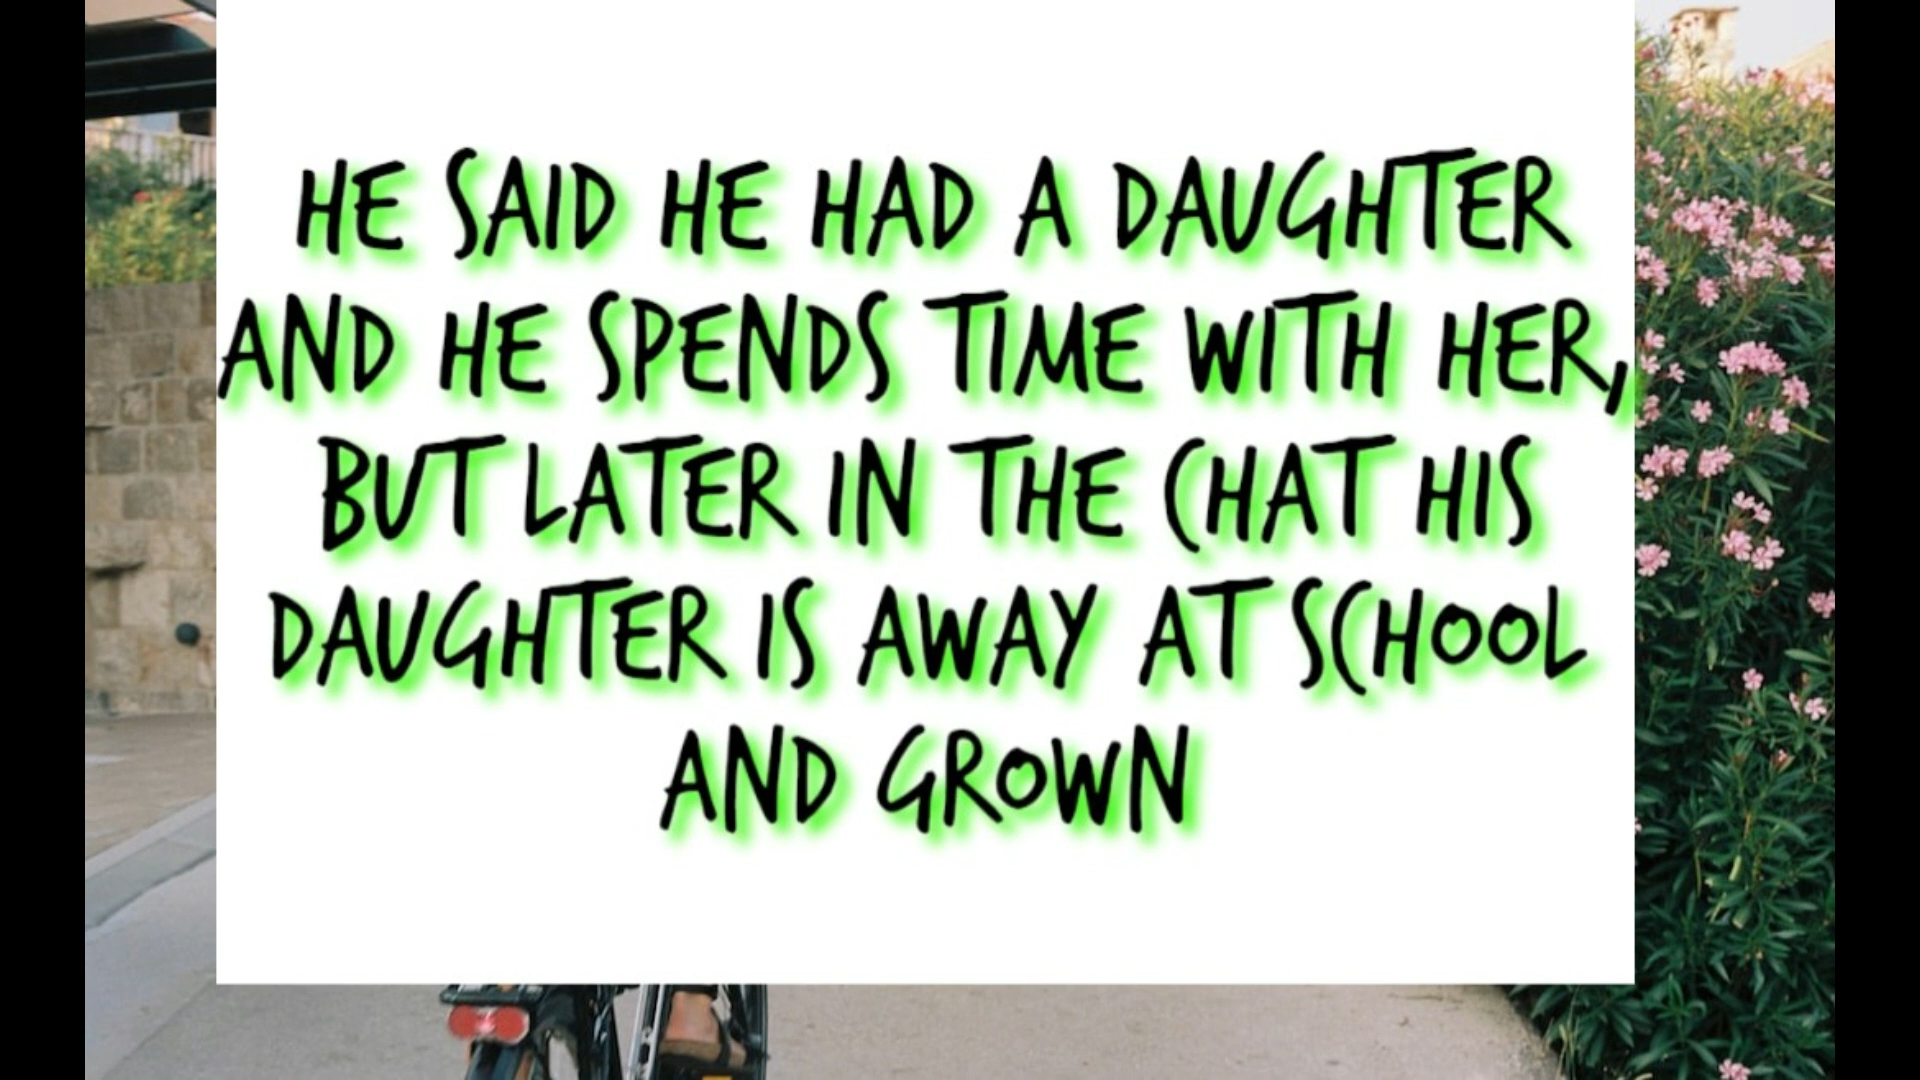 HE SAID HE HAD A DAUGHTER
AND HE SPENDS TIME WITH HER,
BUT LATER IN THE CHAT HIS
DAUGHTER IS AWAY AT SCHOOL
AND GROWN